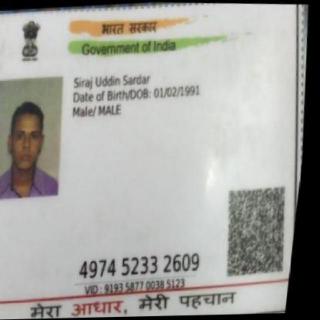 भारत सरकार
Government of India
Siraj Uddin Sardar
Date of Birth/DOB: 01/02/1991
Male/ MALE
4974 5233 2609
VID : 9193 5877 0038 5123
मेरा आधार, मेरी पहचान